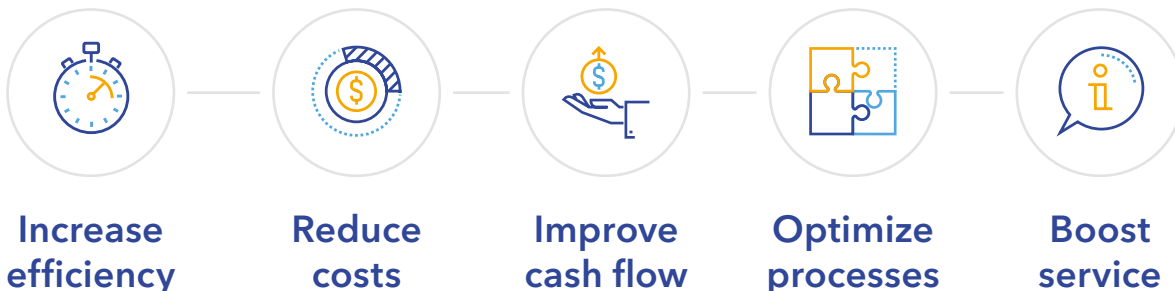 Increase
efficiency
Reduce
costs
Improve
cash flow
Optimize
processes
Boost
service